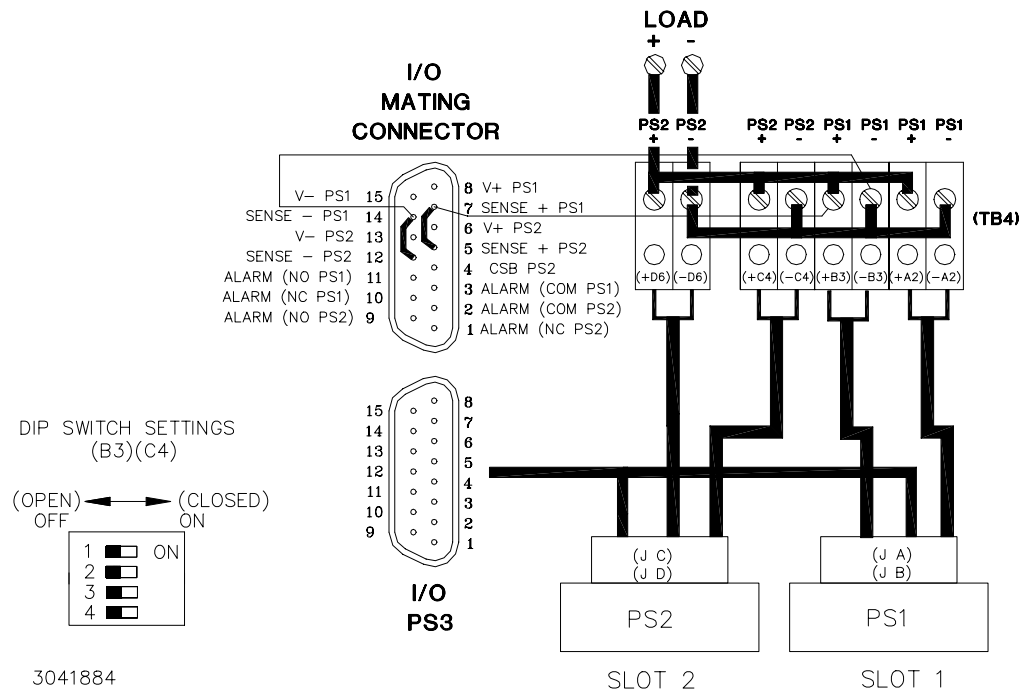 LOAD
+ -
I/O
MATING
CONNECTOR
PS2 PS2 PS2 PS2 PS1 PS1 PS1 PS1
+ - + - + - + -
V- PS1 15
SENSE - PS1 14
V- PS2 13
SENSE - PS2 12
ALARM (NO PS1) 11
ALARM (NC PS1) 10
ALARM (NO PS2) 9
8 V+ PS1
7 SENSE + PS1
6 V+ PS2
5 SENSE + PS2
4 CSB PS2
3 ALARM (COM PS1)
2 ALARM (COM PS2)
1 ALARM (NC PS2)
(TB4)
(+D6) (-D6) (+C4) (-C4) (+B3) (-B3) (+A2) (-A2)
15
14
13
12
11
10
9
8
7
6
5
4
3
2
1
I/O
PS3
DIP SWITCH SETTINGS
(B3)(C4)
(OPEN) (CLOSED)
OFF ON
1 ON
2
3
4
(J C)
(J D)
PS2
SLOT 2
(J A)
(J B)
PS1
SLOT 1
3041884